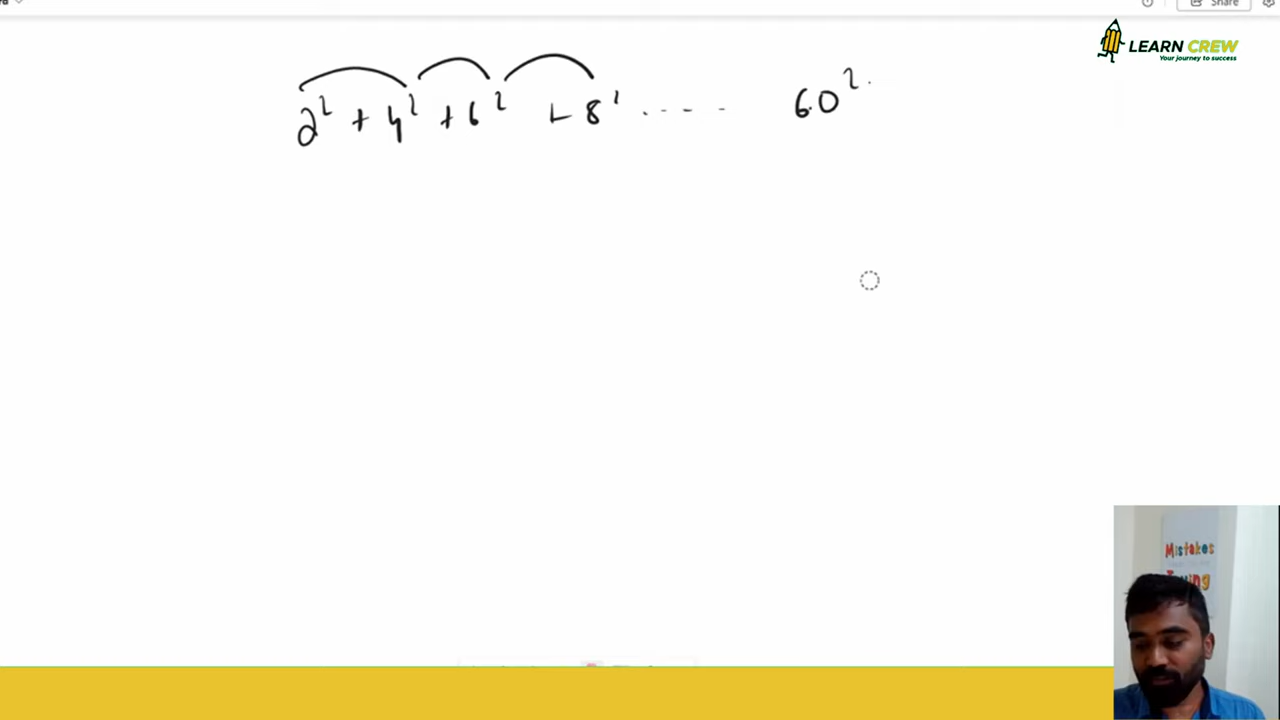 Share
LEARN CREW
Your journey to success
2² + 4² + 6² + 8² ..... 60².
Mistakes